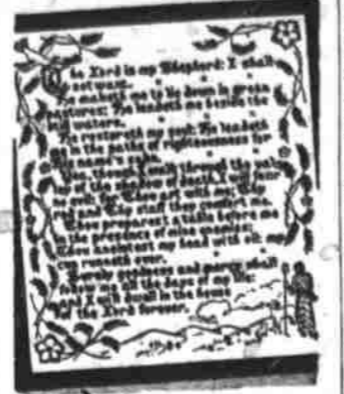 The Lord is my Shepherd: I shall
not want.
He maketh me to lie down in green
pastures: He leadeth me beside the
still waters.
He restoreth my soul: He leadeth
me in the paths of righteousness for
His name's sake.
Yea, though I walk through the val-
ley of the shadow of death, I will fear
no evil: for Thou art with me; Thy
rod and Thy staff they comfort me.
Thou preparest a table before me
in the presence of mine enemies:
Thou anointest my head with oil; my
cup runneth over.
Surely goodness and mercy shall
follow me all the days of my life:
and I will dwell in the house
of the Lord forever.